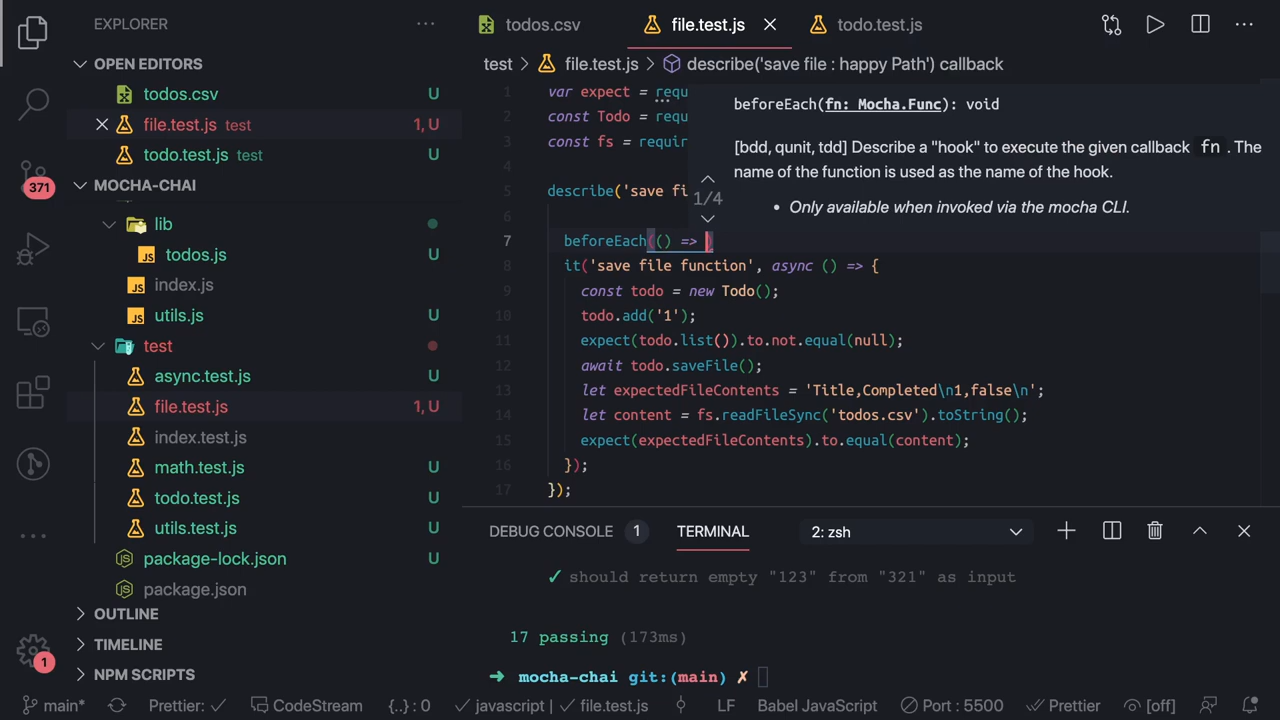 EXPLORER
OPEN EDITORS
todos.csv U
file.test.js test 1, U
todo.test.js test U
MOCHA-CHAI
lib
todos.js U
index.js
utils.js U
test
async.test.js U
file.test.js 1, U
index.test.js
math.test.js U
todo.test.js U
utils.test.js U
package-lock.json U
package.json
OUTLINE
TIMELINE
NPM SCRIPTS
371
1
todos.csv
file.test.js
todo.test.js
test > file.test.js > describe('save file : happy Path') callback
1 var expect = requ
2 const Todo = requ
3 const fs = requir
4
5 describe('save fi
6
7 beforeEach(() => )
8 it('save file function', async () => {
9 const todo = new Todo();
10 todo.add('1');
11 expect(todo.list()).to.not.equal(null);
12 await todo.saveFile();
13 let expectedFileContents = 'Title,Completed\n1,false\n';
14 let content = fs.readFileSync('todos.csv').toString();
15 expect(expectedFileContents).to.equal(content);
16 });
17 });
1/4
beforeEach(fn: Mocha.Func): void
[bdd, qunit, tdd] Describe a "hook" to execute the given callback fn . The
name of the function is used as the name of the hook.
• Only available when invoked via the mocha CLI.
DEBUG CONSOLE 1 TERMINAL 2: zsh
✓ should return empty "123" from "321" as input
17 passing (173ms)
➜ mocha-chai git:(main) ✗
main* Prettier: ✓ CodeStream {..} : 0 ✓ javascript | ✓ file.test.js LF Babel JavaScript Port : 5500 Prettier [off]